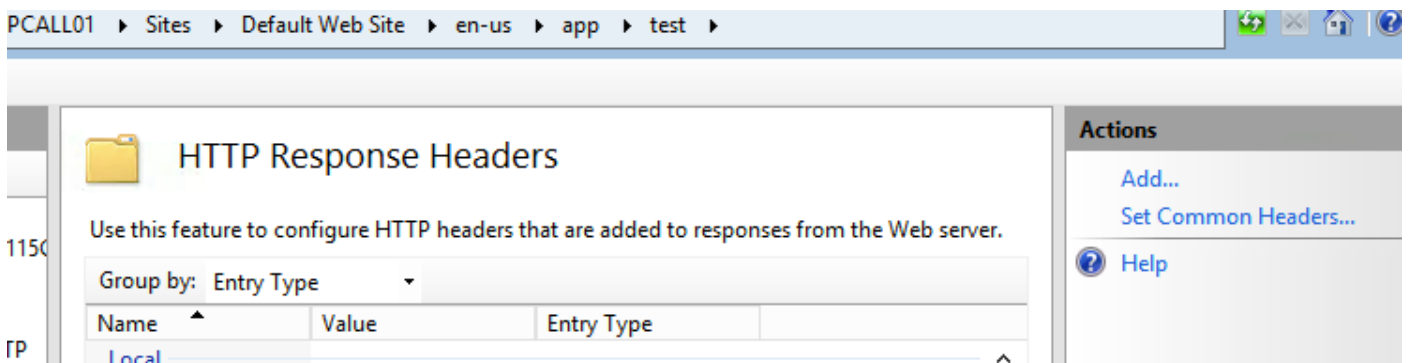 PCALL01 ▸ Sites ▸ Default Web Site ▸ en-us ▸ app ▸ test ▸
HTTP Response Headers
Use this feature to configure HTTP headers that are added to responses from the Web server.
Group by: Entry Type
Name Value Entry Type
Local
Actions
Add...
Set Common Headers...
Help